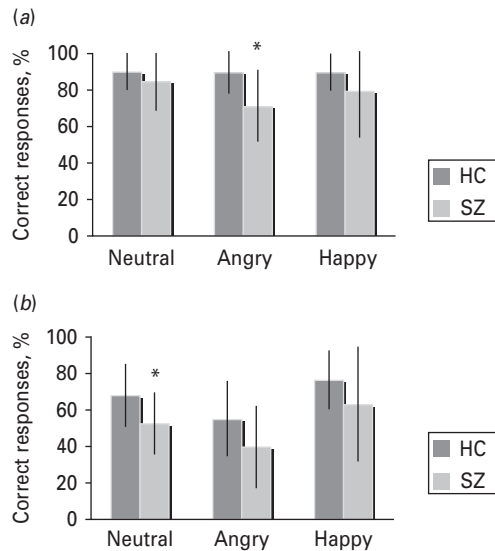 (a)
Correct responses, %
100
80
60
40
20
0
*
Neutral Angry Happy
HC
SZ
(b)
Correct responses, %
100
80
60
40
20
0
*
Neutral Angry Happy
HC
SZ